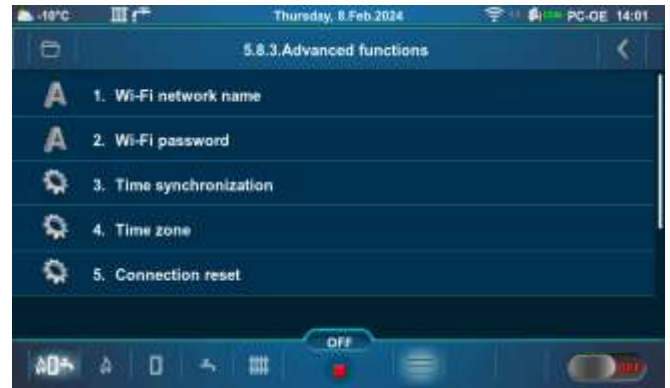 -10°C Thursday, 8.Feb.2024 PC-OE 14:01
5.8.3.Advanced functions
1. Wi-Fi network name
2. Wi-Fi password
3. Time synchronization
4. Time zone
5. Connection reset
OFF
OFF